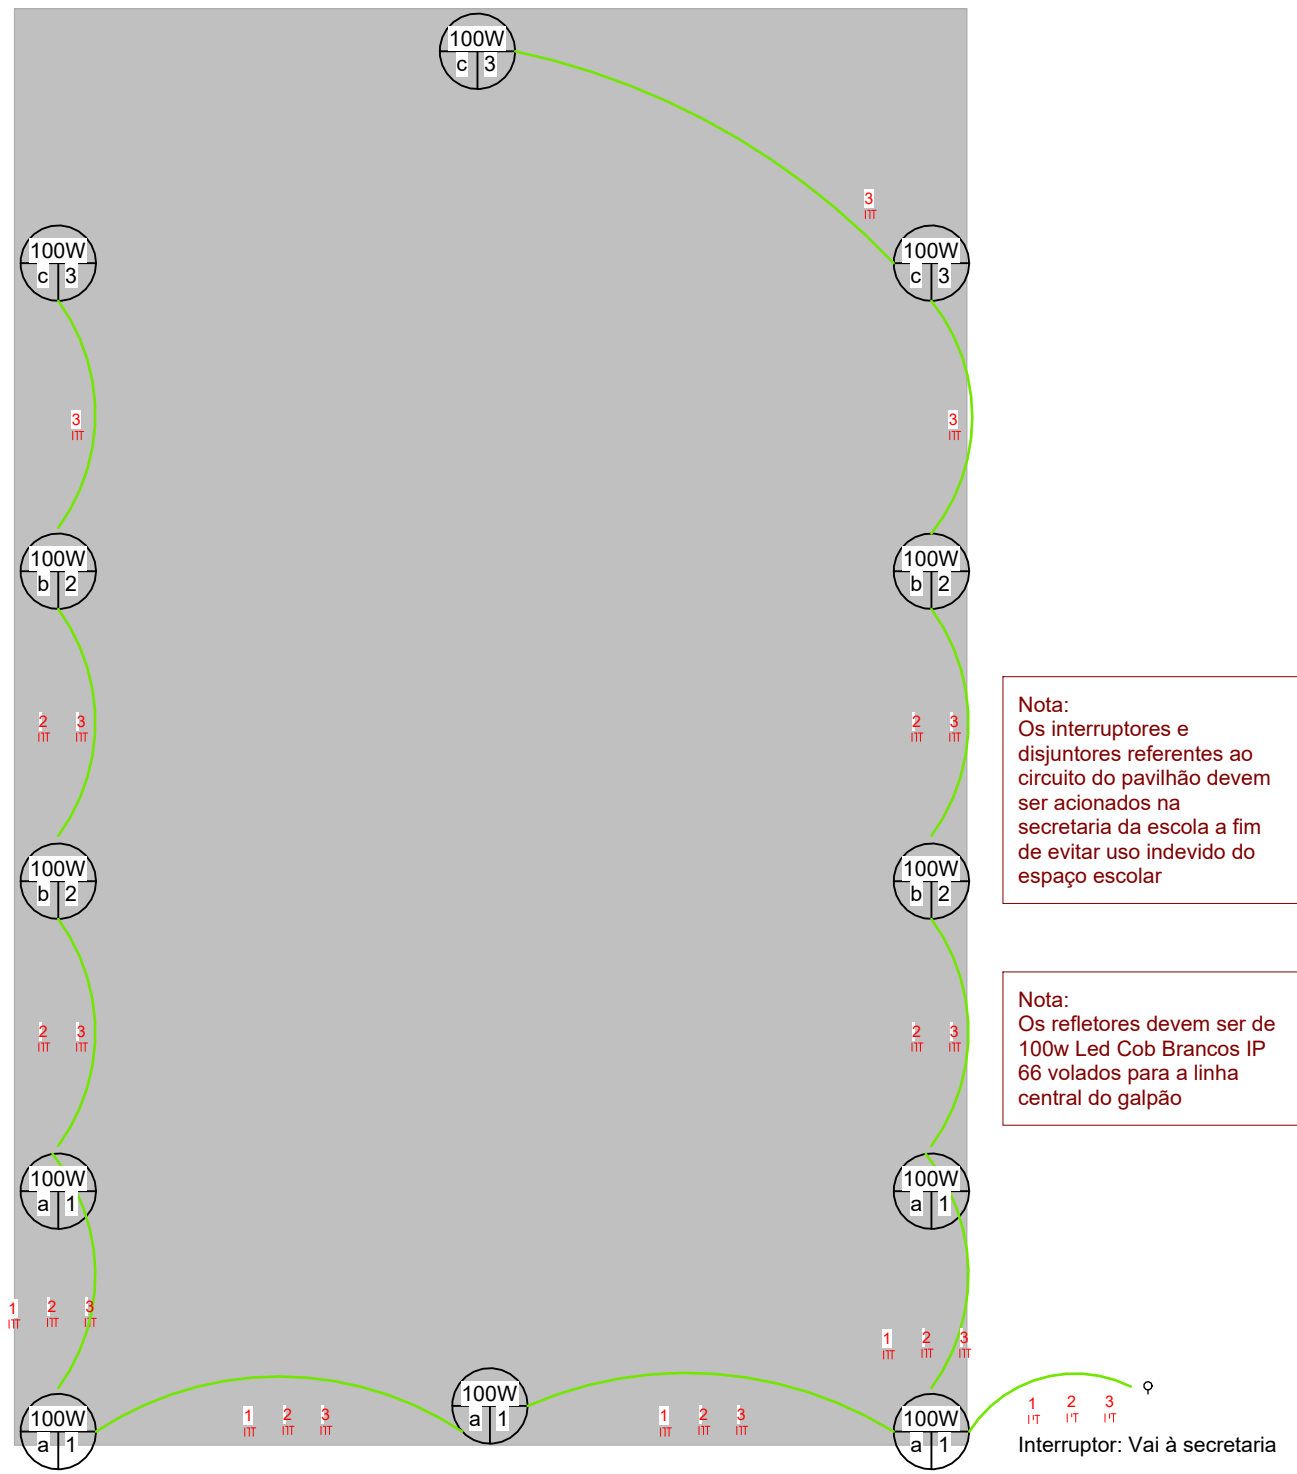 100W
c 3
3
100W
c 3
100W
c 3
3
3
100W
b 2
100W
b 2
2 3
2 3
Nota:
Os interruptores e
disjuntores referentes ao
circuito do pavilhão devem
ser acionados na
secretaria da escola a fim
de evitar uso indevido do
espaço escolar
100W
b 2
100W
b 2
2 3
2 3
Nota:
Os refletores devem ser de
100w Led Cob Brancos IP
66 volados para a linha
central do galpão
100W
a 1
100W
a 1
1 2 3
1 2 3
100W
a 1
1 2 3
100W
a 1
1 2 3
100W
a 1
1 2 3
Interruptor: Vai à secretaria